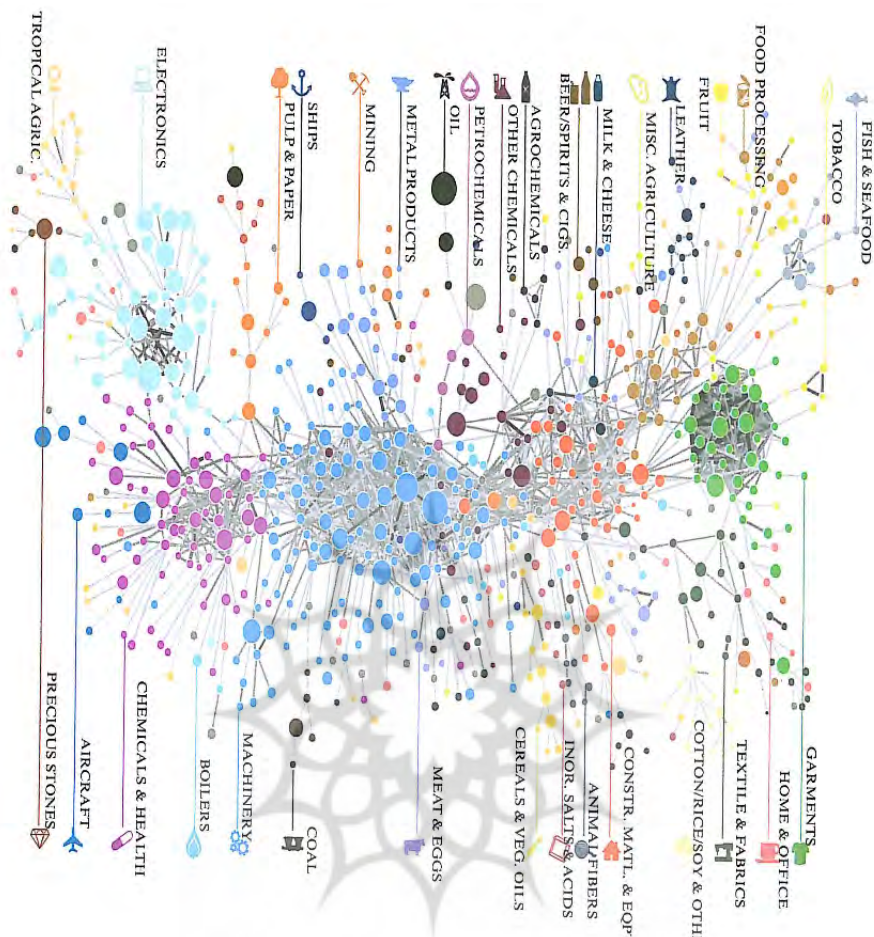 FISH & SEAFOOD
TOBACCO
FOOD PROCESSING
FRUIT
LEATHER
MISC. AGRICULTURE
MILK & CHEESE
BEER/SPIRITS & CIGS
AGROCHEMICALS
OTHER CHEMICALS
PETROCHEMICALS
OIL
METAL PRODUCTS
MINING
SHIPS
PULP & PAPER
ELECTRONICS
TROPICAL AGRIC.
GARMENTS
HOME & OFFICE
TEXTILE & FABRICS
COTTON/RICE/SOY & OTH
CONSTR. MATL. & EQP
ANIMAL FIBERS
INOR. SALTS & ACIDS
CEREALS & VEG. OILS
MEAT & EGGS
COAL
MACHINERY
BOILERS
CHEMICALS & HEALTH
AIRCRAFT
PRECIOUS STONES